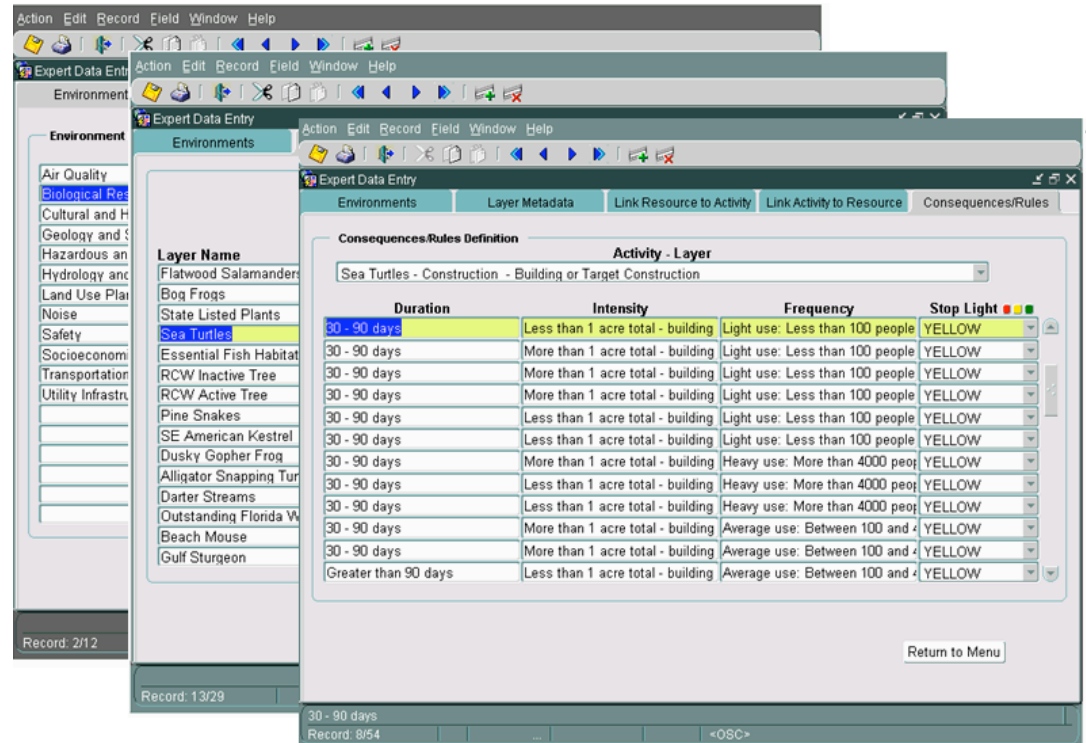 Action Edit Record Field Window Help
Expert Data Entr
Environment
Environment
Air Quality
Biological Res
Cultural and H
Geology and S
Hazardous an
Hydrology and
Land Use Plan
Noise
Safety
Socioeconomi
Transportation
Utility Infrastru
Record: 2/12
Action Edit Record Field Window Help
Expert Data Entry
Environments
Layer Name
Flatwood Salamanders
Bog Frogs
State Listed Plants
Sea Turtles
Essential Fish Habitat
RCW Inactive Tree
RCW Active Tree
Pine Snakes
SE American Kestrel
Dusky Gopher Frog
Alligator Snapping Tur
Darter Streams
Outstanding Florida W
Beach Mouse
Gulf Sturgeon
Record: 13/29
Action Edit Record Field Window Help
Expert Data Entry
Environments Layer Metadata Link Resource to Activity Link Activity to Resource Consequences/Rules
Consequences/Rules Definition
Activity - Layer
Sea Turtles - Construction - Building or Target Construction
Duration Intensity Frequency Stop Light
30 - 90 days Less than 1 acre total - building Light use: Less than 100 people YELLOW
30 - 90 days More than 1 acre total - building Light use: Less than 100 people YELLOW
30 - 90 days More than 1 acre total - building Light use: Less than 100 people YELLOW
30 - 90 days More than 1 acre total - building Light use: Less than 100 people YELLOW
30 - 90 days Less than 1 acre total - building Light use: Less than 100 people YELLOW
30 - 90 days Less than 1 acre total - building Light use: Less than 100 people YELLOW
30 - 90 days More than 1 acre total - building Heavy use: More than 4000 peop YELLOW
30 - 90 days Less than 1 acre total - building Heavy use: More than 4000 peop YELLOW
30 - 90 days Less than 1 acre total - building Heavy use: More than 4000 peop YELLOW
30 - 90 days More than 1 acre total - building Average use: Between 100 and 4 YELLOW
30 - 90 days More than 1 acre total - building Average use: Between 100 and 4 YELLOW
Greater than 90 days Less than 1 acre total - building Average use: Between 100 and 4 YELLOW
Return to Menu
30 - 90 days
Record: 8/54 ... <OSC>